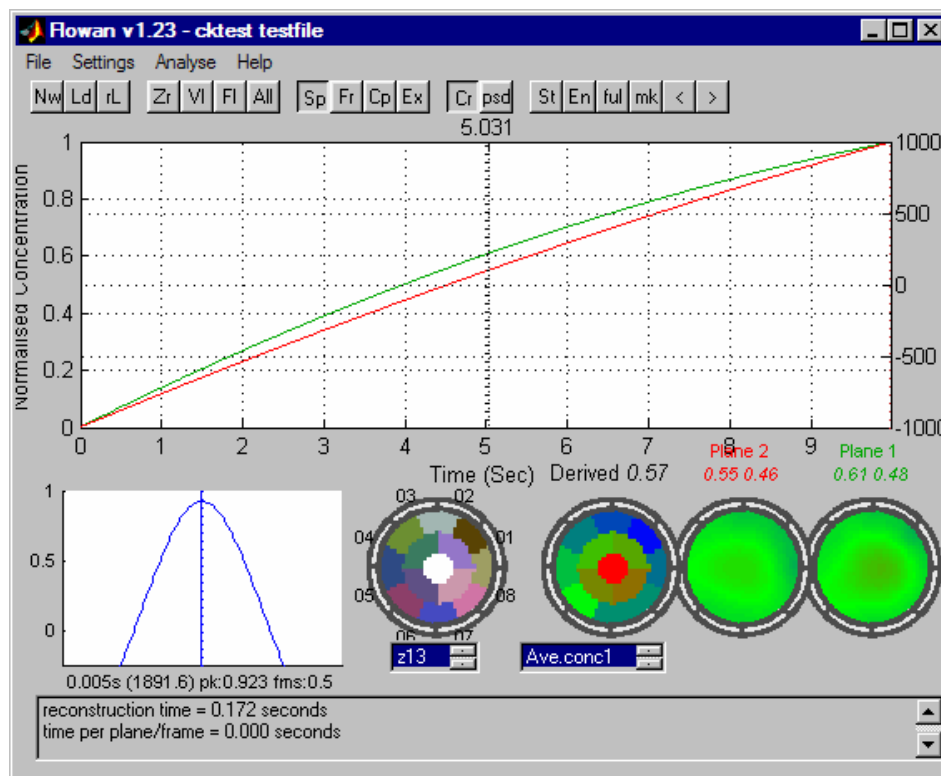 Flowan v1.23 - cktest testfile
File Settings Analyse Help
Nw Ld rL Zr Vl Fl All Sp Fr Cp Ex Cr psd St En ful mk < >
5.031
1 1000
0.8 500
0.6
0
0.4
0.2 -500
0 -1000
Normalised Concentration
0 1 2 3 4 5 6 7 8 9
Time (Sec)
Derived 0.57
Plane 2
0.55 0.46
Plane 1
0.61 0.48
1
0.5
0
0.005s (1891.6) pk:0.923 fms:0.5
03 02
04 01
05 08
06 07
z13
Ave.conc1
reconstruction time = 0.172 seconds
time per plane/frame = 0.000 seconds